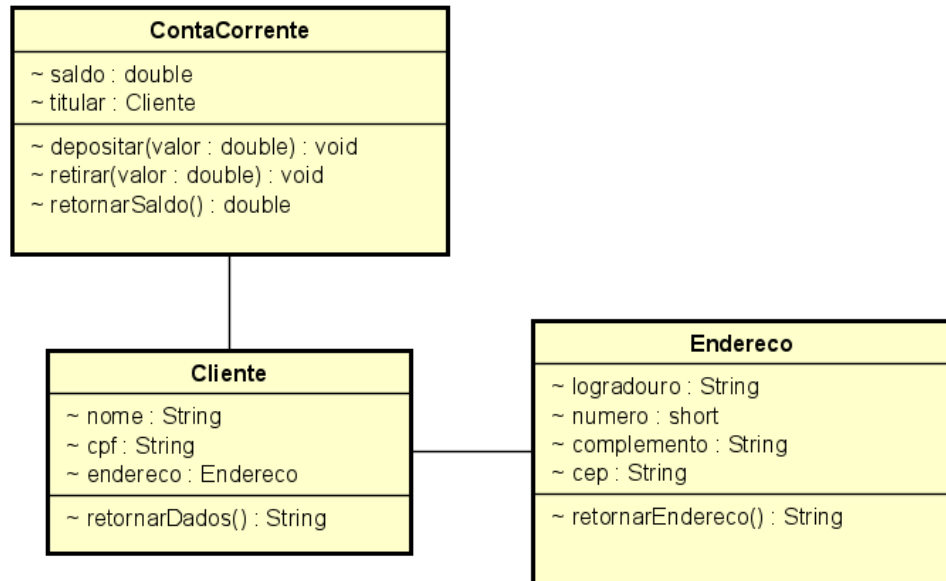 ContaCorrente
~ saldo : double
~ titular : Cliente
~ depositar(valor : double) : void
~ retirar(valor : double) : void
~ retornarSaldo() : double
Cliente
~ nome : String
~ cpf : String
~ endereco : Endereco
~ retornarDados() : String
Endereco
~ logradouro : String
~ numero : short
~ complemento : String
~ cep : String
~ retornarEndereco() : String